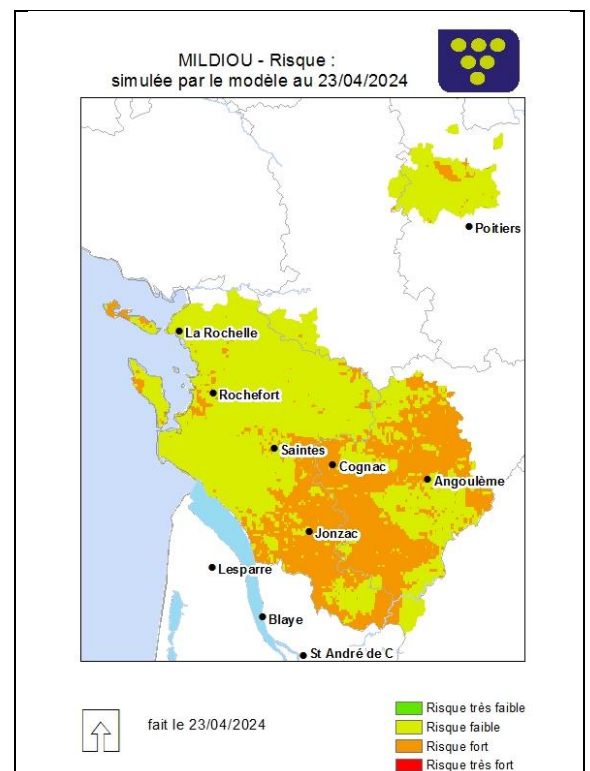 MILDIOU - Risque :
simulée par le modèle au 23/04/2024
Poitiers
La Rochelle
Rochefort
Saintes
Cognac
Angoulême
Jonzac
Lesparre
Blaye
St André de C
fait le 23/04/2024
Risque très faible
Risque faible
Risque fort
Risque très fort